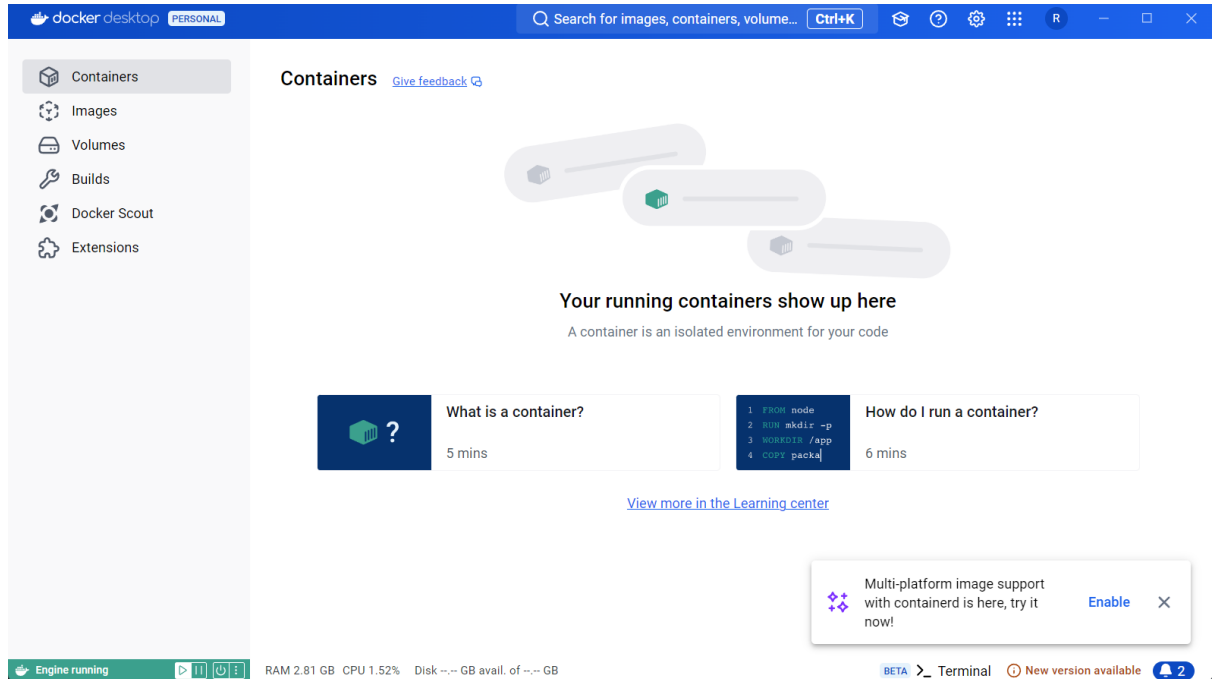 docker desktop PERSONAL
Search for images, containers, volume... Ctrl+K
R
Containers
Images
Volumes
Builds
Docker Scout
Extensions
Containers Give feedback
Your running containers show up here
A container is an isolated environment for your code
?
What is a container?
5 mins
1 FROM node
2 RUN mkdir -p
3 WORKDIR /app
4 COPY packa
How do I run a container?
6 mins
View more in the Learning center
Multi-platform image support
with containerd is here, try it
now!
Enable
Engine running
RAM 2.81 GB CPU 1.52% Disk --.-- GB avail. of --.-- GB
BETA >_ Terminal
New version available
2